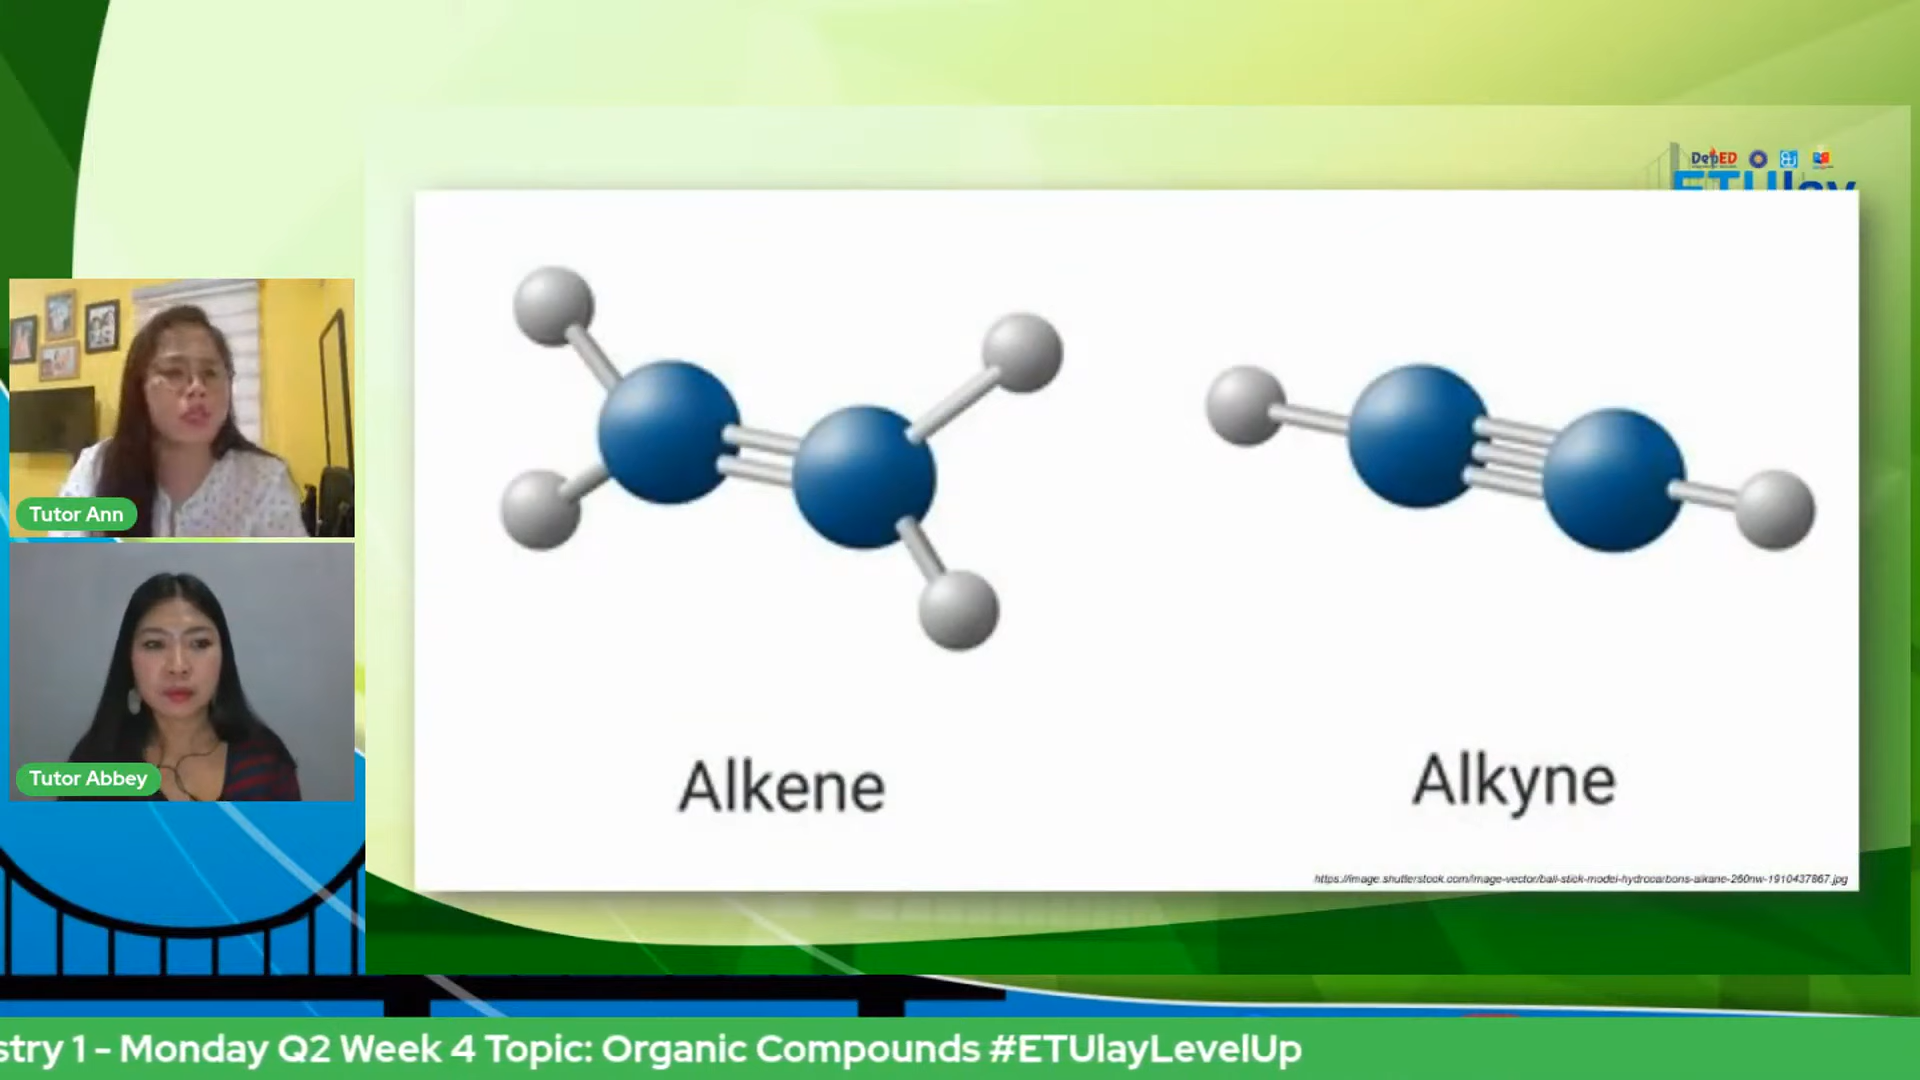 DepED
ETUlay
Tutor Ann
Tutor Abbey
Alkene
Alkyne
https://image.shutterstock.com/image-vector/ball-stick-model-hydrocarbons-alkane-260nw-1910437867.jpg
stry 1 - Monday Q2 Week 4 Topic: Organic Compounds #ETUlayLevelUp